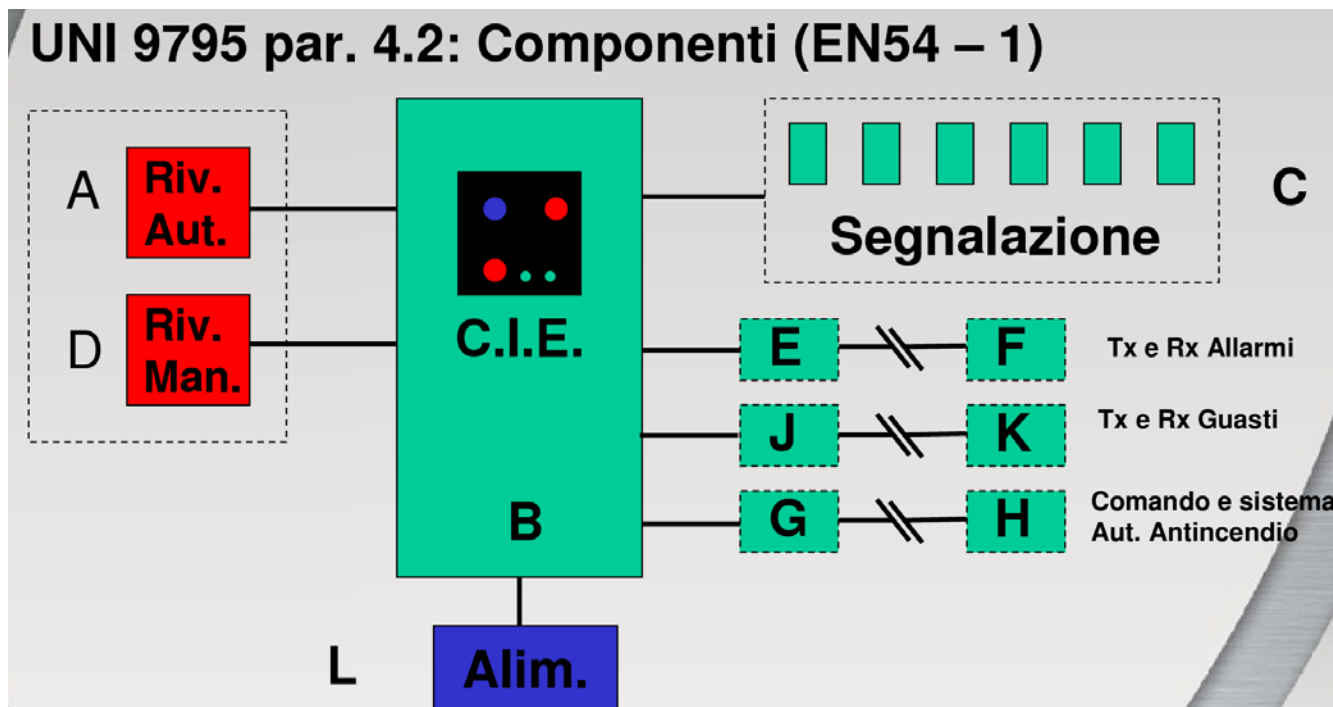 UNI 9795 par. 4.2: Componenti (EN54 – 1)
A
Riv.
Aut.
D
Riv.
Man.
C.I.E.
B
L
Alim.
Segnalazione
C
E
F
Tx e Rx Allarmi
J
K
Tx e Rx Guasti
G
H
Comando e sistema
Aut. Antincendio